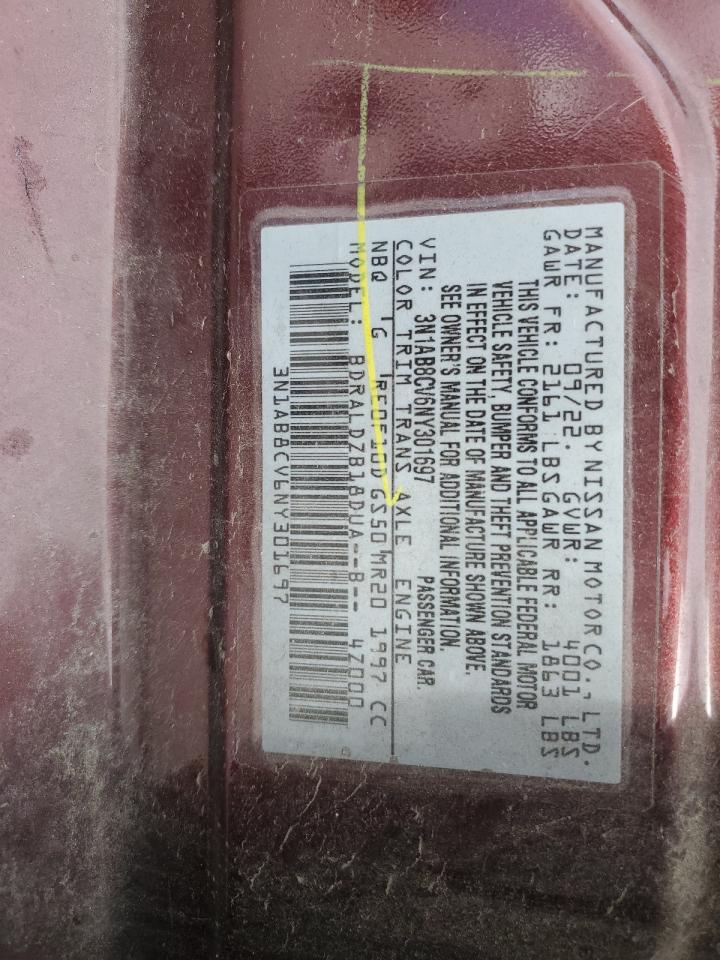 MANUFACTURED BY NISSAN MOTOR CO., LTD.
DATE: 09/22. GVWR: 4001 LBS
GAWR FR: 2161 LBS GAWR RR: 1863 LBS
THIS VEHICLE CONFORMS TO ALL APPLICABLE FEDERAL MOTOR
VEHICLE SAFETY, BUMPER AND THEFT PREVENTION STANDARDS
IN EFFECT ON THE DATE OF MANUFACTURE SHOWN ABOVE.
SEE OWNER'S MANUAL FOR ADDITIONAL INFORMATION.
VIN: 3N1AB8CV6NY301697 PASSENGER CAR.
COLOR TRIM TRANS AXLE ENGINE
NBQ G GS50 MR20 1997 CC
MODEL: BDRALDZB18DUA--B-- 4Z000
3N1AB8CV6NY301697